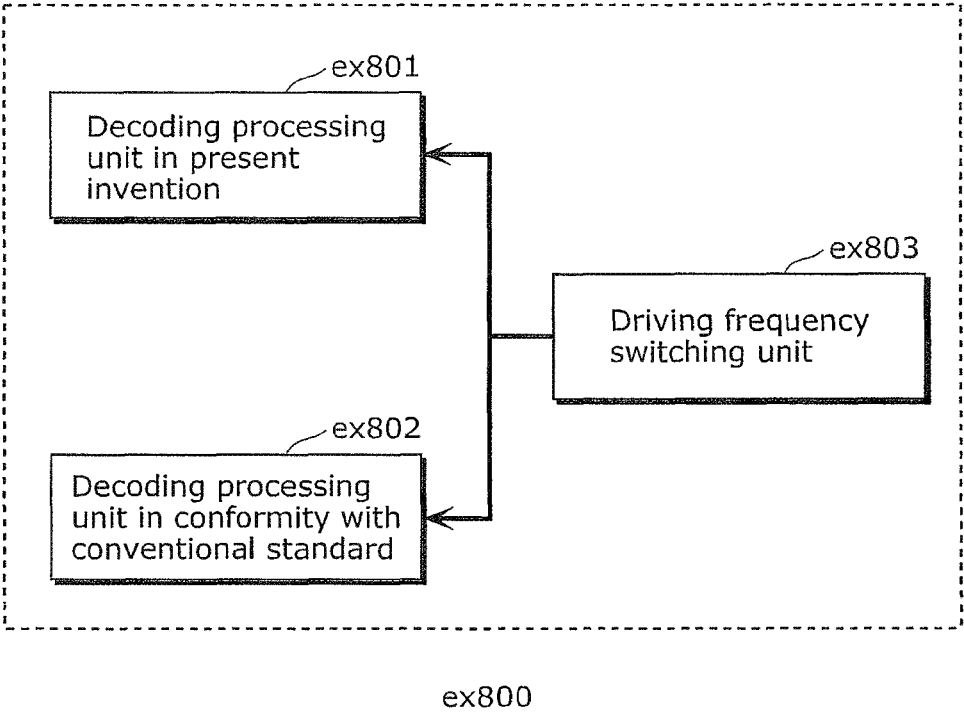 ex801
Decoding processing
unit in present
invention
ex803
Driving frequency
switching unit
ex802
Decoding processing
unit in conformity with
conventional standard
ex800